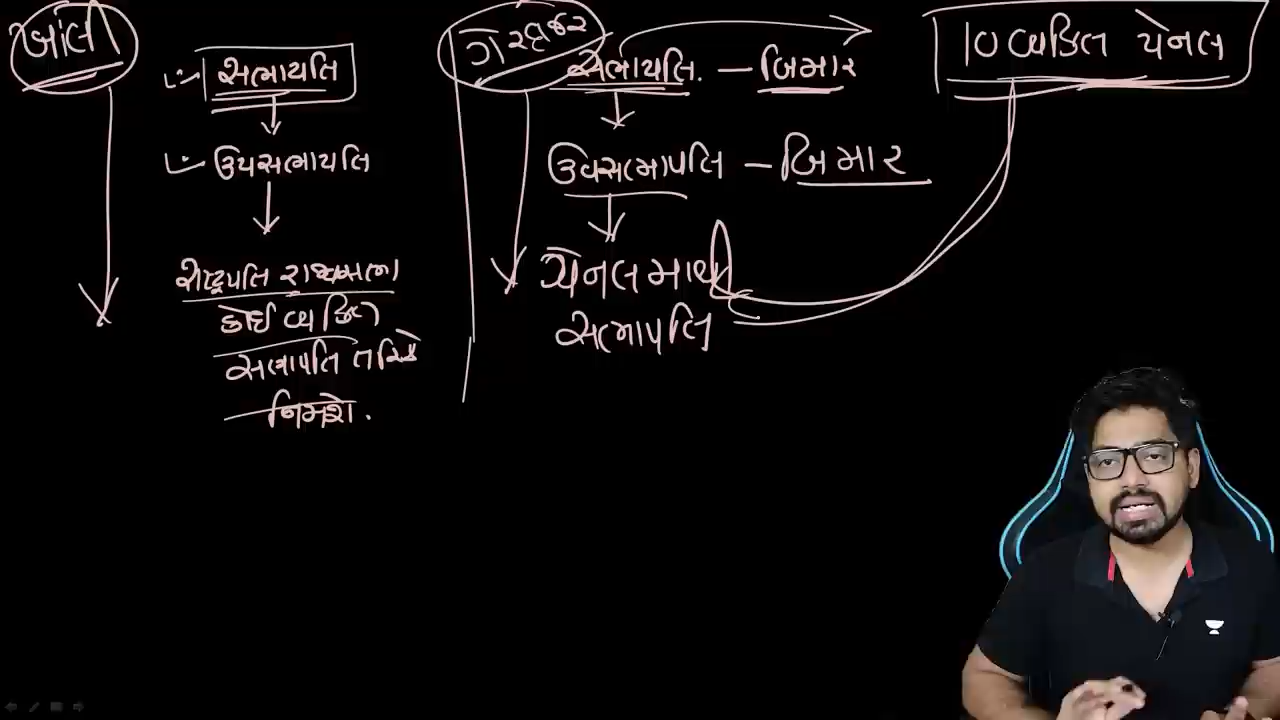 ખાલી
સભાપતિ
ઉપસભાપતિ
રાષ્ટ્રપતિ રાજ્યસભા
કોઈ વ્યક્તિ
સભાપતિ તરીકે
નિમશે.
ગેરહાજર
સભાપતિ. - બિમાર
ઉપસભાપતિ - બિમાર
પેનલમાંથી
સભાપતિ
10 વ્યક્તિ પેનલ